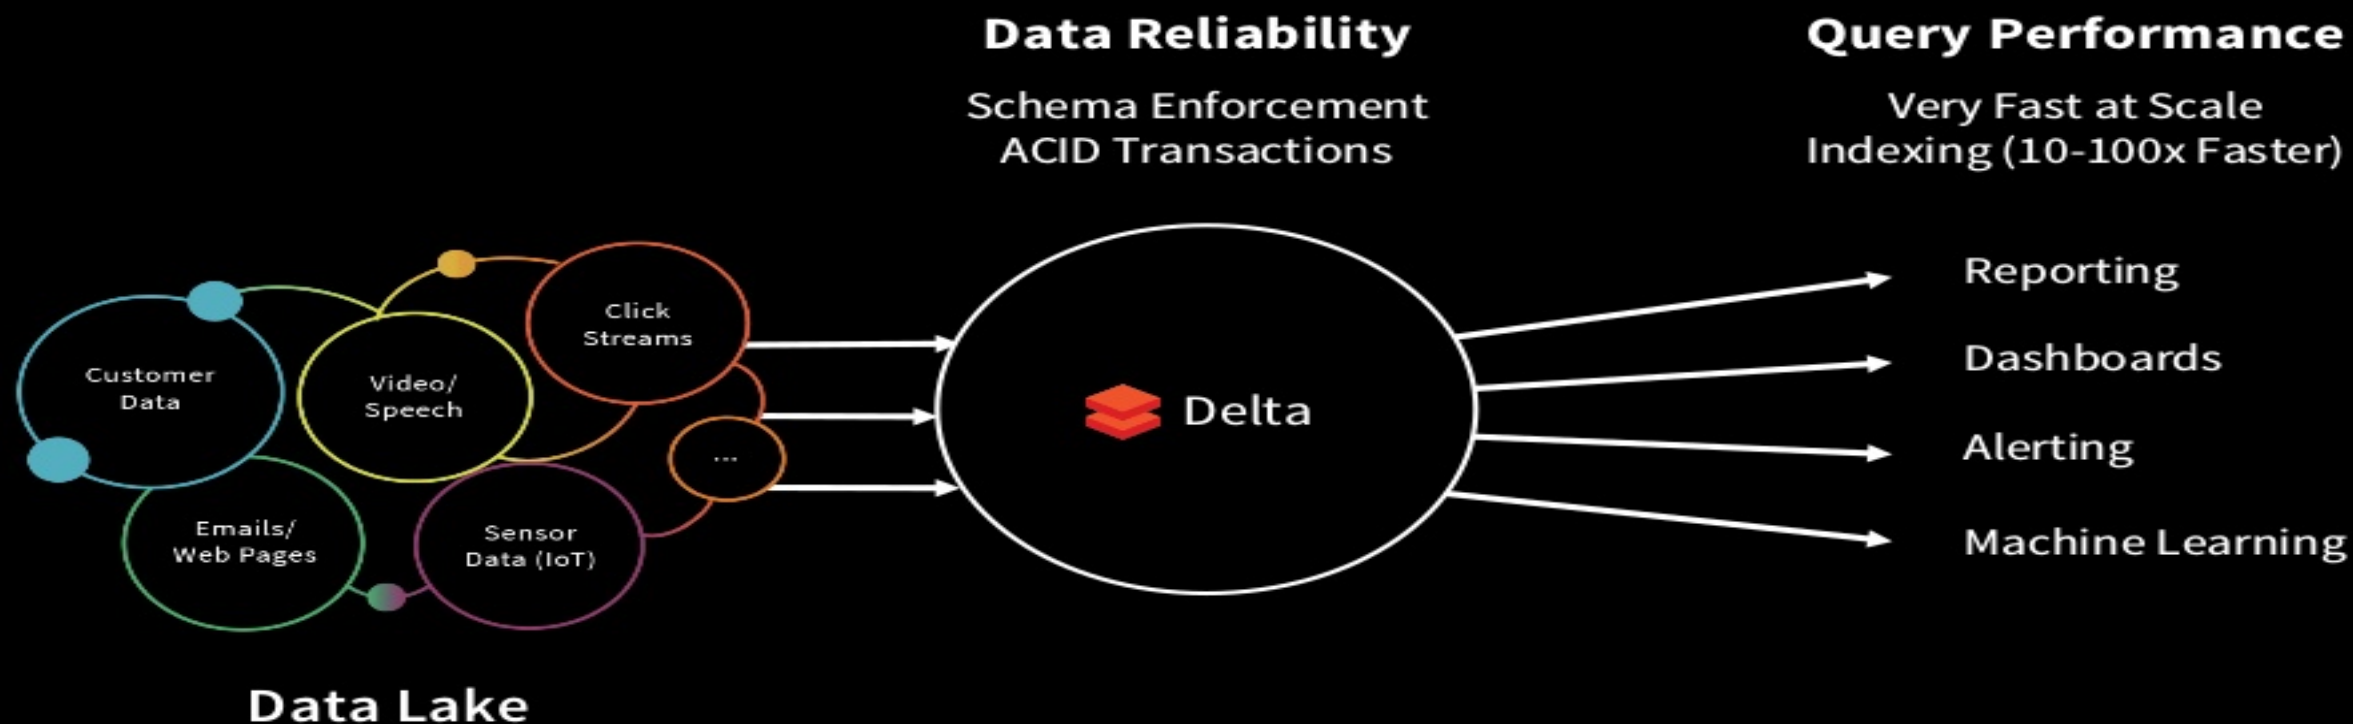 Data Reliability
Schema Enforcement
ACID Transactions
Query Performance
Very Fast at Scale
Indexing (10-100x Faster)
Customer
Data
Video/
Speech
Click
Streams
...
Emails/
Web Pages
Sensor
Data (IoT)
Data Lake
Delta
Reporting
Dashboards
Alerting
Machine Learning